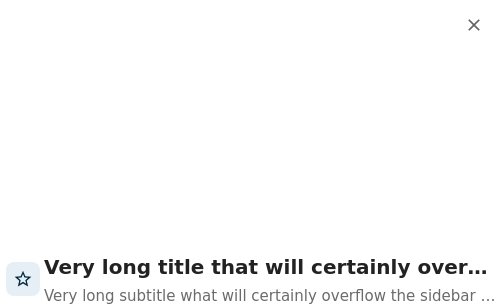 Very long title that will certainly over...
Very long subtitle what will certainly overflow the sidebar ...